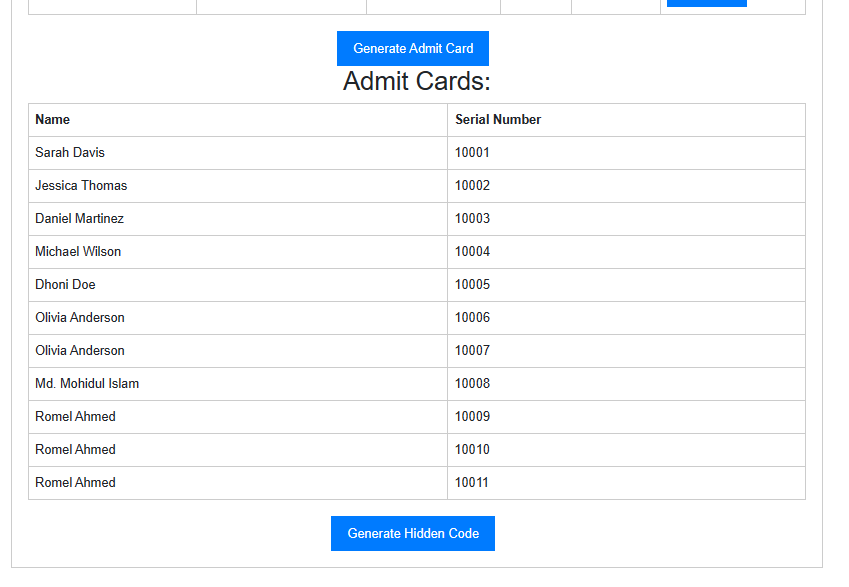 Generate Admit Card
Admit Cards:
Name Serial Number
Sarah Davis 10001
Jessica Thomas 10002
Daniel Martinez 10003
Michael Wilson 10004
Dhoni Doe 10005
Olivia Anderson 10006
Olivia Anderson 10007
Md. Mohidul Islam 10008
Romel Ahmed 10009
Romel Ahmed 10010
Romel Ahmed 10011
Generate Hidden Code